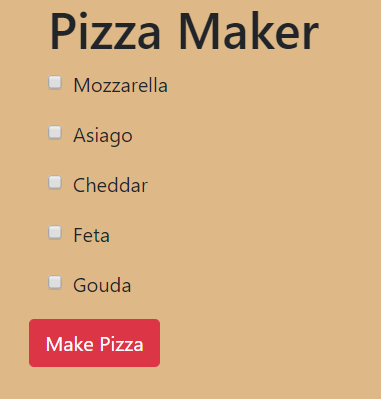 Pizza Maker
Mozzarella
Asiago
Cheddar
Feta
Gouda
Make Pizza